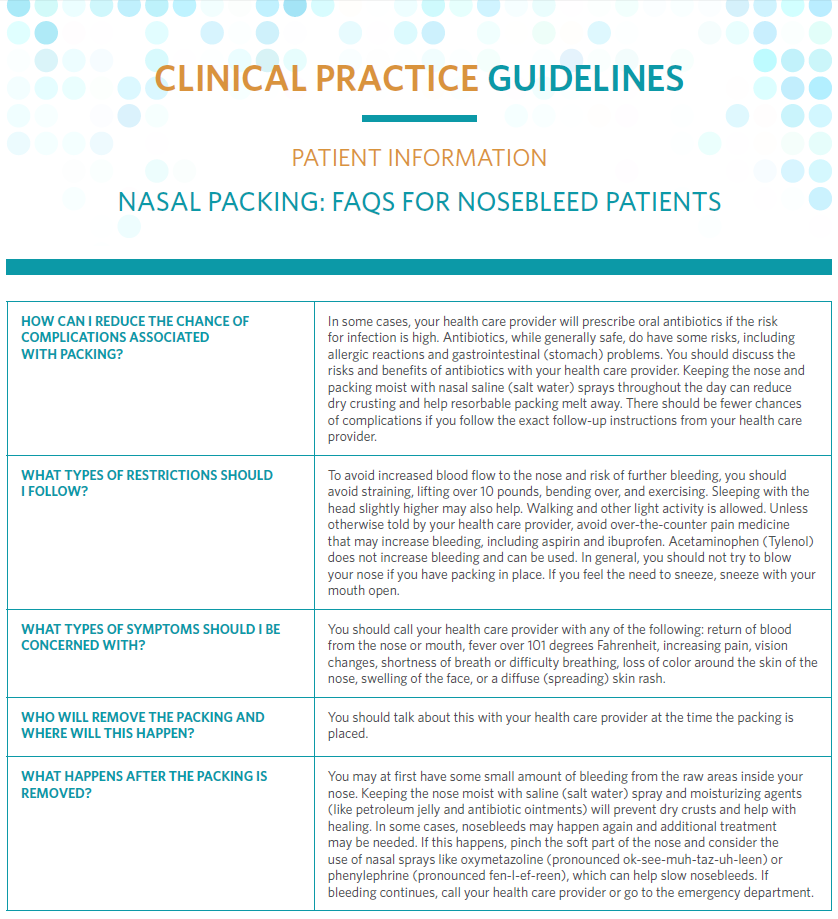 CLINICAL PRACTICE GUIDELINES
PATIENT INFORMATION
NASAL PACKING: FAQS FOR NOSEBLEED PATIENTS
HOW CAN I REDUCE THE CHANCE OF
COMPLICATIONS ASSOCIATED
WITH PACKING?
In some cases, your health care provider will prescribe oral antibiotics if the risk
for infection is high. Antibiotics, while generally safe, do have some risks, including
allergic reactions and gastrointestinal (stomach) problems. You should discuss the
risks and benefits of antibiotics with your health care provider. Keeping the nose and
packing moist with nasal saline (salt water) sprays throughout the day can reduce
dry crusting and help resorbable packing melt away. There should be fewer chances
of complications if you follow the exact follow-up instructions from your health care
provider.
WHAT TYPES OF RESTRICTIONS SHOULD
I FOLLOW?
To avoid increased blood flow to the nose and risk of further bleeding, you should
avoid straining, lifting over 10 pounds, bending over, and exercising. Sleeping with the
head slightly higher may also help. Walking and other light activity is allowed. Unless
otherwise told by your health care provider, avoid over-the-counter pain medicine
that may increase bleeding, including aspirin and ibuprofen. Acetaminophen (Tylenol)
does not increase bleeding and can be used. In general, you should not try to blow
your nose if you have packing in place. If you feel the need to sneeze, sneeze with your
mouth open.
WHAT TYPES OF SYMPTOMS SHOULD I BE
CONCERNED WITH?
You should call your health care provider with any of the following: return of blood
from the nose or mouth, fever over 101 degrees Fahrenheit, increasing pain, vision
changes, shortness of breath or difficulty breathing, loss of color around the skin of the
nose, swelling of the face, or a diffuse (spreading) skin rash.
WHO WILL REMOVE THE PACKING AND
WHERE WILL THIS HAPPEN?
You should talk about this with your health care provider at the time the packing is
placed.
WHAT HAPPENS AFTER THE PACKING IS
REMOVED?
You may at first have some small amount of bleeding from the raw areas inside your
nose. Keeping the nose moist with saline (salt water) spray and moisturizing agents
(like petroleum jelly and antibiotic ointments) will prevent dry crusts and help with
healing. In some cases, nosebleeds may happen again and additional treatment
may be needed. If this happens, pinch the soft part of the nose and consider the
use of nasal sprays like oxymetazoline (pronounced ok-see-muh-taz-uh-leen) or
phenylephrine (pronounced fen-l-ef-reen), which can help slow nosebleeds. If
bleeding continues, call your health care provider or go to the emergency department.